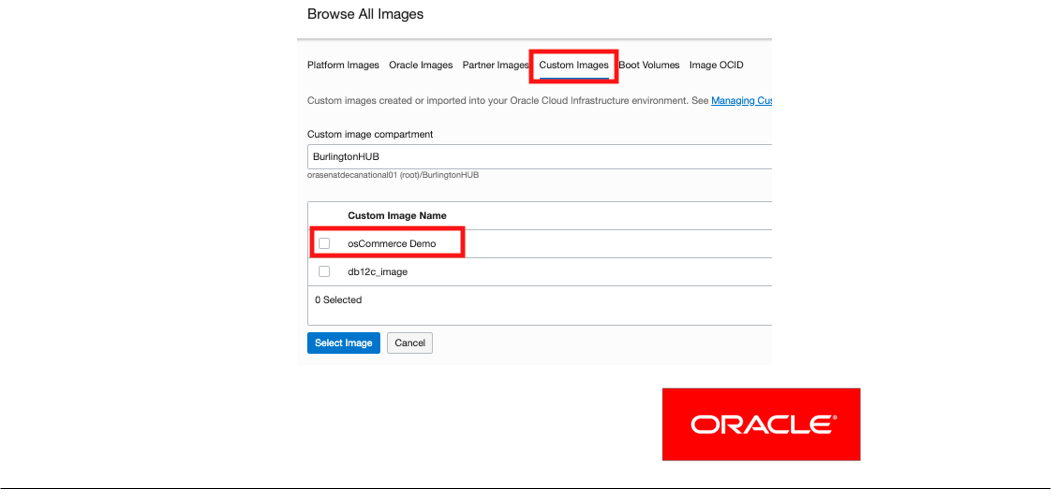 Browse All Images
Platform Images Oracle Images Partner Images Custom Images Boot Volumes Image OCID
Custom images created or imported into your Oracle Cloud Infrastructure environment. See Managing Cus
Custom image compartment
BurlingtonHUB
orasenatdecanational01 (root)/BurlingtonHUB
Custom Image Name
osCommerce Demo
db12c_image
0 Selected
Select Image Cancel
ORACLE®